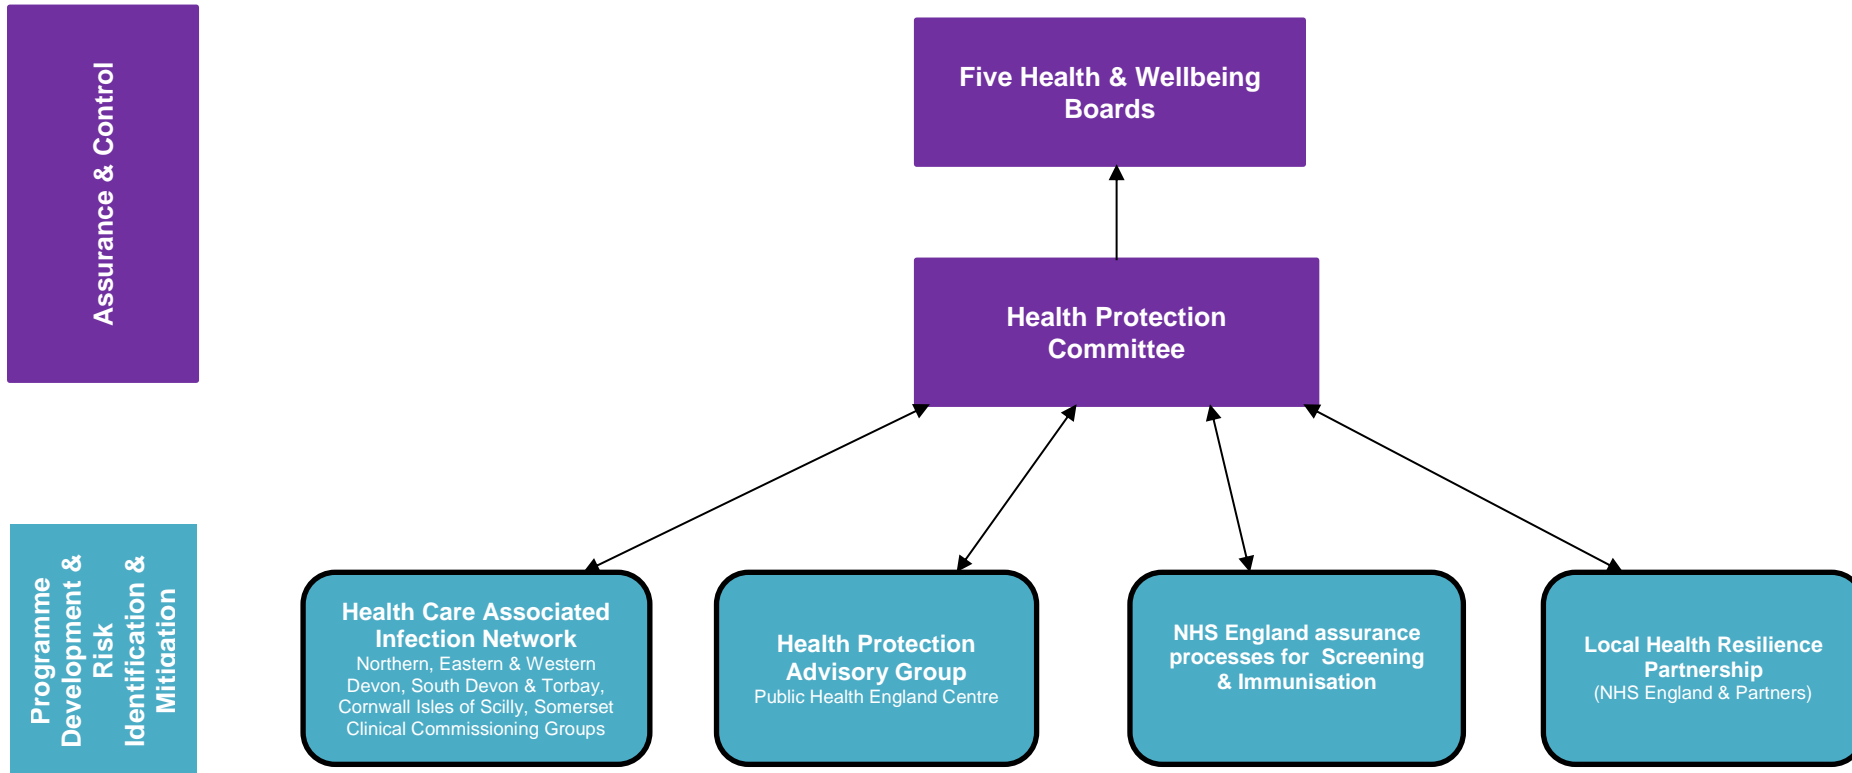 Assurance & Control
Five Health & Wellbeing
Boards
Health Protection
Committee
Programme
Development &
Risk
Identification &
Mitigation
Health Care Associated
Infection Network
Northern, Eastern & Western
Devon, South Devon & Torbay,
Cornwall Isles of Scilly, Somerset
Clinical Commissioning Groups
Health Protection
Advisory Group
Public Health England Centre
NHS England assurance
processes for  Screening
& Immunisation
Local Health Resilience
Partnership
(NHS England & Partners)